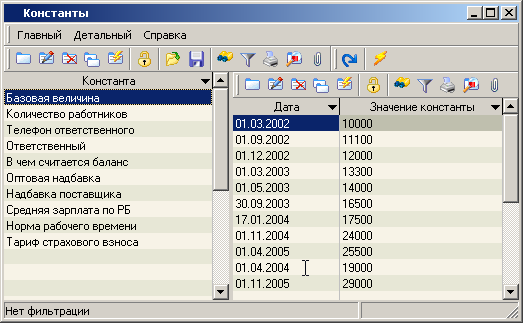 Константы
Главный Детальный Справка
Константа
Базовая величина
Количество работников
Телефон ответственного
Ответственный
В чем считается баланс
Оптовая надбавка
Надбавка поставщика
Средняя зарплата по РБ
Норма рабочего времени
Тариф страхового взноса
Дата Значение константы
01.03.2002 10000
01.09.2002 11100
01.12.2002 12000
01.03.2003 13300
01.05.2003 14000
30.09.2003 16500
17.01.2004 17500
01.11.2004 24000
01.04.2005 25500
01.04.2004 19000
01.11.2005 29000
Нет фильтрации